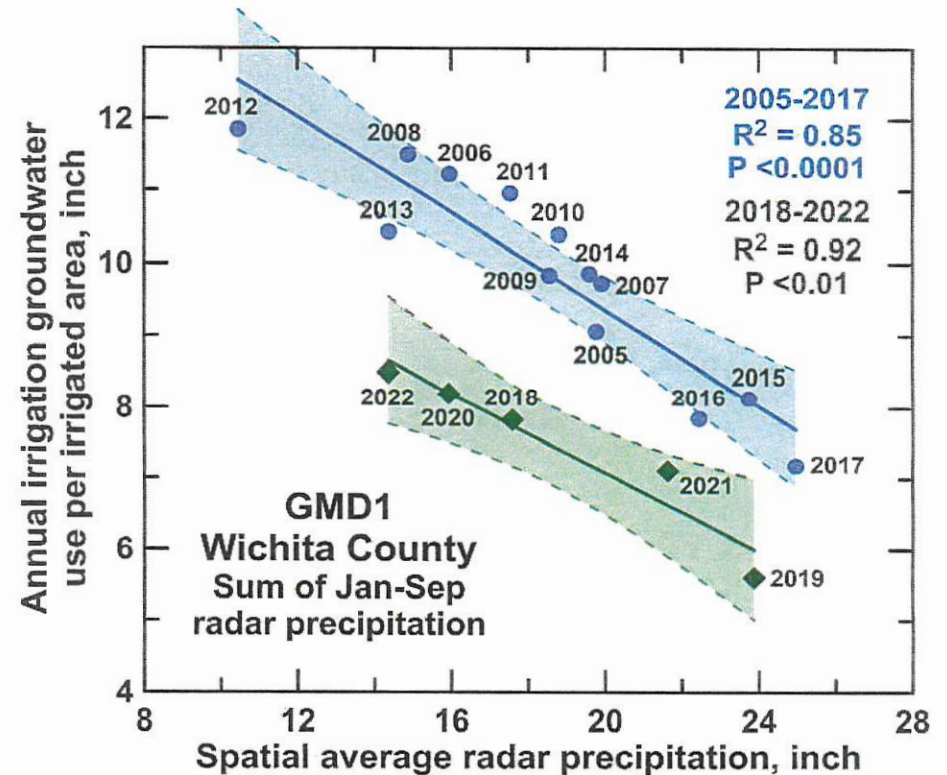 Annual irrigation groundwater
use per irrigated area, inch
12
10
8
6
4
2005-2017
R² = 0.85
P <0.0001
2018-2022
R² = 0.92
P <0.01
2012
2008
2006
2011
2013
2010
2014
2009
2007
2005
2015
2016
2017
2022
2020
2018
2021
2019
GMD1
Wichita County
Sum of Jan-Sep
radar precipitation
8 12 16 20 24 28
Spatial average radar precipitation, inch